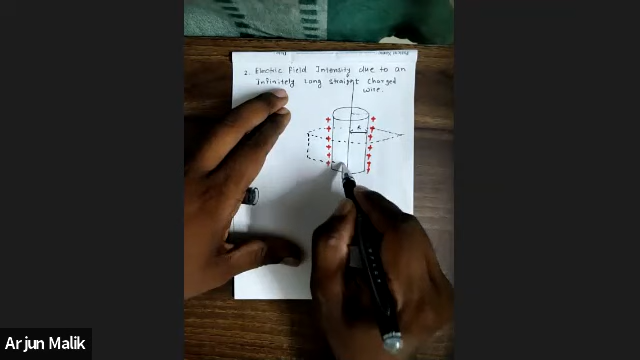 2. Electric Field Intensity due to an
Infinitely Long Straight Charged
Wire.
Arjun Malik